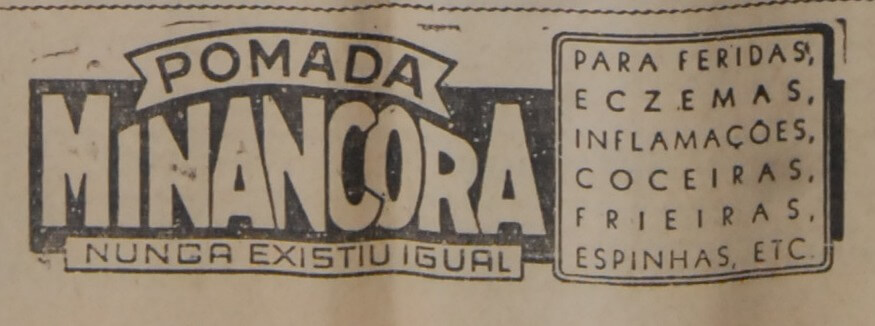 POMADA
MINANCORA
NUNCA EXISTIU IGUAL
PARA FERIDAS,
ECZEMAS,
INFLAMAÇÕES,
COCEIRAS,
FRIEIRAS,
ESPINHAS, ETC.